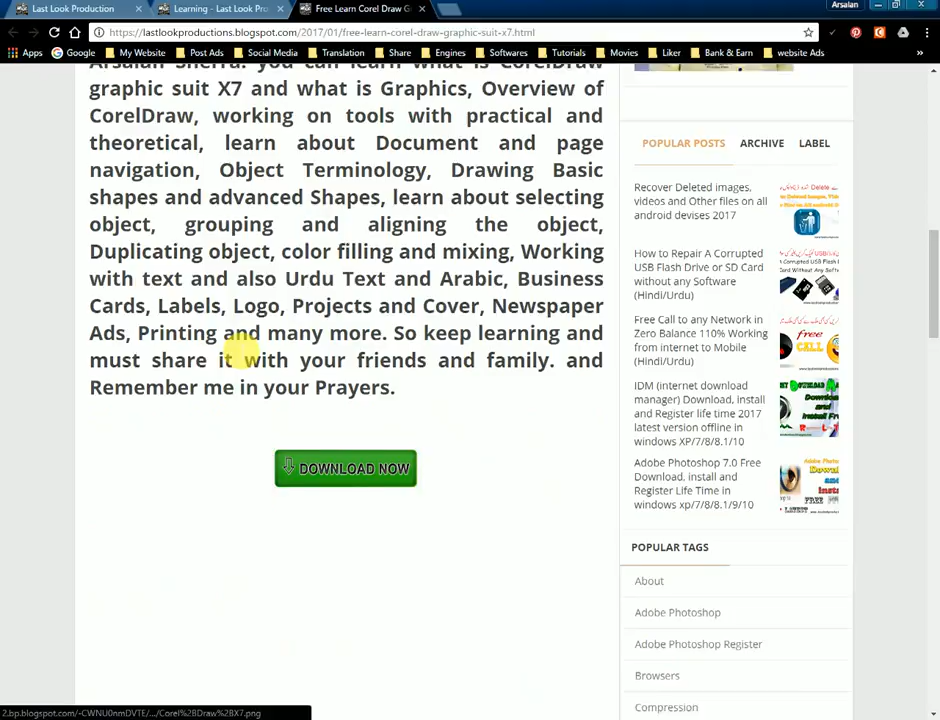 Last Look Production
Learning - Last Look Pro
Free Learn Corel Draw G
Arsalan
https://lastlookproductions.blogspot.com/2017/01/free-learn-corel-draw-graphic-suit-x7.html
Apps Google My Website Post Ads Social Media Translation Share Engines Softwares Tutorials Movies Liker Bank & Earn website Ads
graphic suit X7 and what is Graphics, Overview of
CorelDraw, working on tools with practical and
theoretical, learn about Document and page
navigation, Object Terminology, Drawing Basic
shapes and advanced Shapes, learn about selecting
object, grouping and aligning the object,
Duplicating object, color filling and mixing, Working
with text and also Urdu Text and Arabic, Business
Cards, Labels, Logo, Projects and Cover, Newspaper
Ads, Printing and many more. So keep learning and
must share it with your friends and family. and
Remember me in your Prayers.
DOWNLOAD NOW
POPULAR POSTS ARCHIVE LABEL
Recover Deleted images,
videos and Other files on all
android devises 2017
How to Repair A Corrupted
USB Flash Drive or SD Card
without any Software
(Hindi/Urdu)
Free Call to any Network in
Zero Balance 110% Working
from internet to Mobile
(Hindi/Urdu)
IDM (internet download
manager) Download, install
and Register life time 2017
latest version offline in
windows XP/7/8/8.1/10
Adobe Photoshop 7.0 Free
Download, install and
Register Life Time in
windows xp/7/8/8.1/9/10
POPULAR TAGS
About
Adobe Photoshop
Adobe Photoshop Register
Browsers
Compression
2.bp.blogspot.com/-CWNU0nmDVTE/.../Corel%2BDraw%2BX7.png